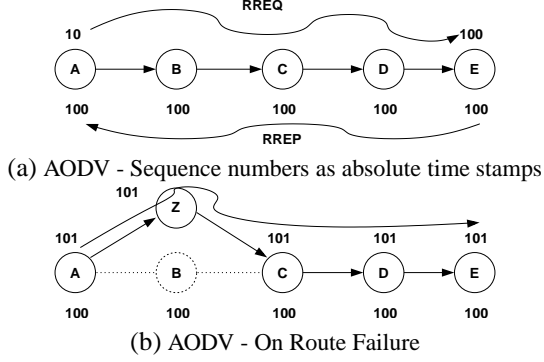 RREQ
10 100
A B C D E
100 100 100 100 100
RREP
(a) AODV - Sequence numbers as absolute time stamps
101 Z
101 101 101 101
A B C D E
100 100 100 100 100
(b) AODV - On Route Failure